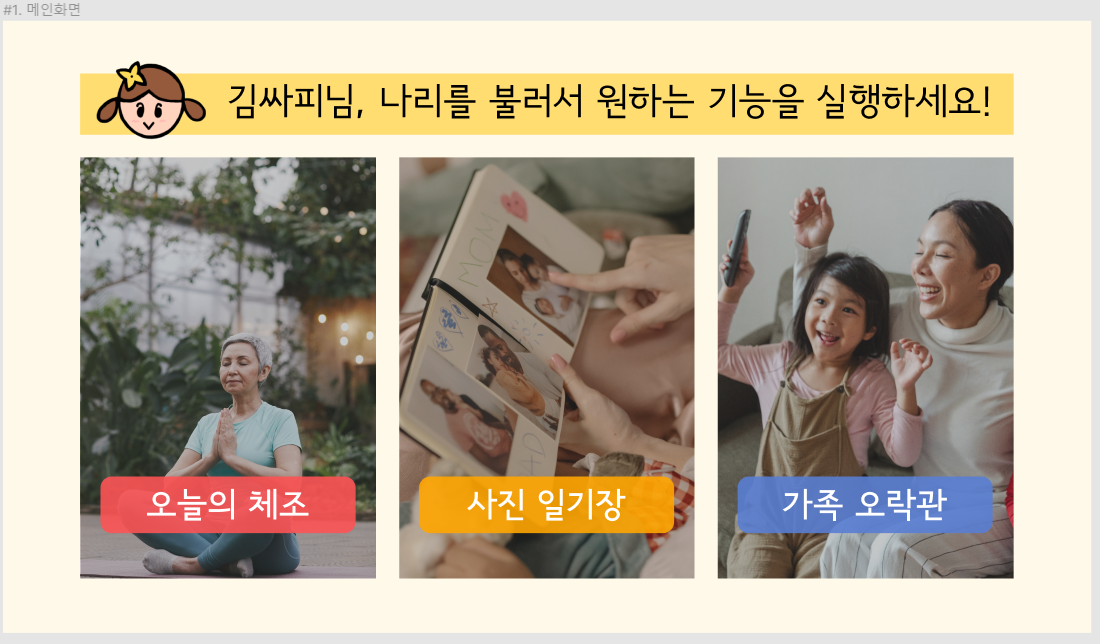 #1. 메인화면
김싸피님, 나리를 불러서 원하는 기능을 실행하세요!
MOM
오늘의 체조
사진 일기장
가족 오락관